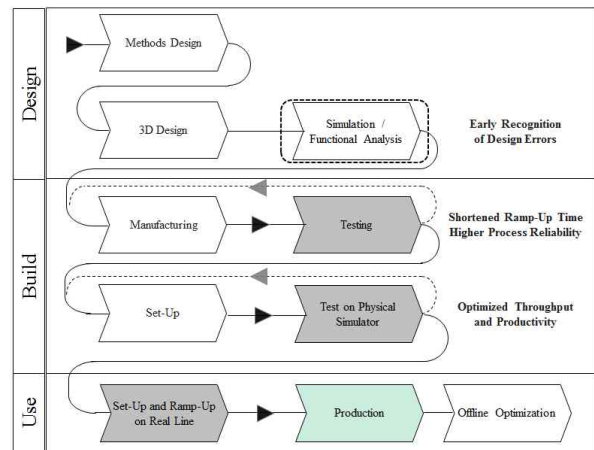 Design
Methods Design
3D Design
Simulation /
Functional Analysis
Early Recognition
of Design Errors
Build
Manufacturing
Testing
Shortened Ramp-Up Time
Higher Process Reliability
Set-Up
Test on Physical
Simulator
Optimized Throughput
and Productivity
Use
Set-Up and Ramp-Up
on Real Line
Production
Offline Optimization